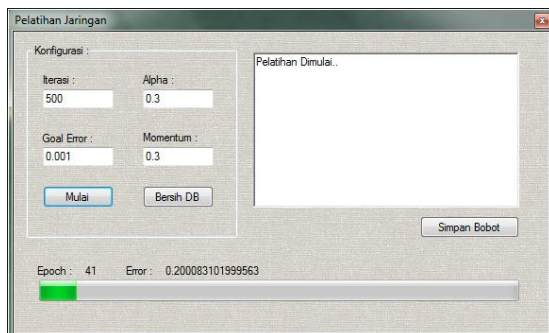 Pelatihan Jaringan
Konfigurasi :
Iterasi :
500
Alpha :
0.3
Goal Error :
0.001
Momentum :
0.3
Mulai
Bersih DB
Pelatihan Dimulai..
Simpan Bobot
Epoch : 41 Error : 0.200083101999563